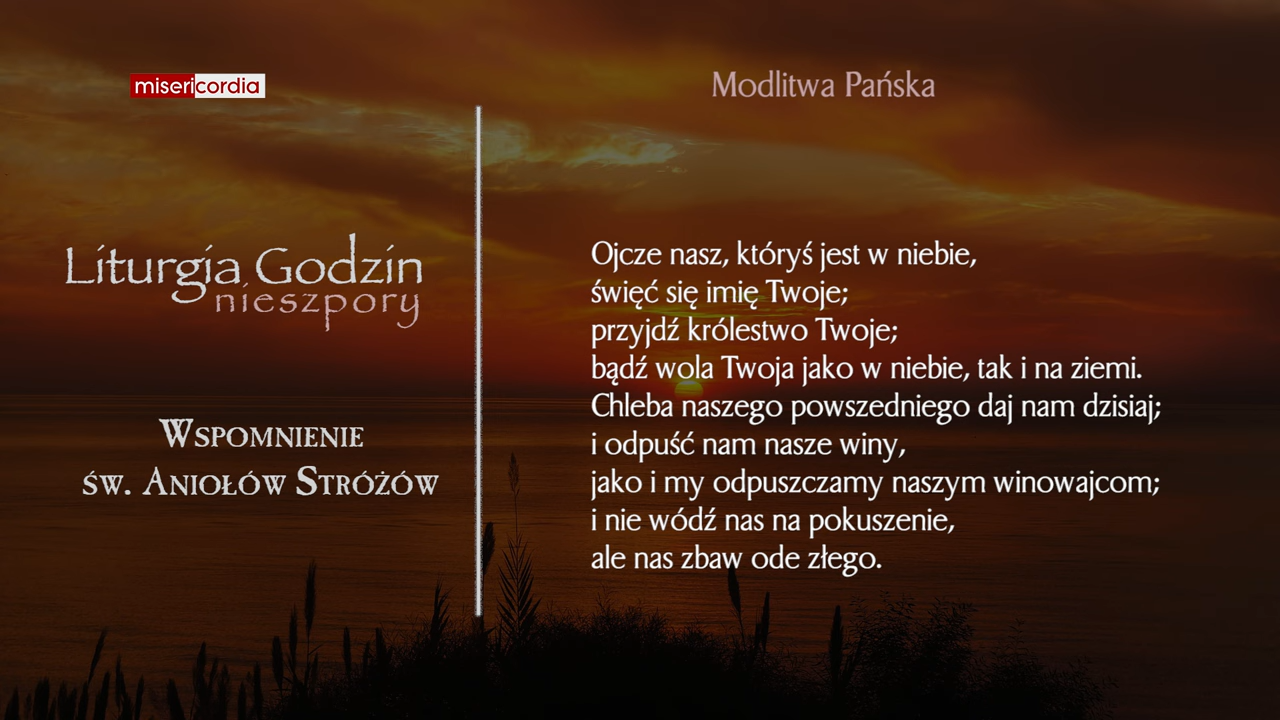 misericordia
Liturgia Godzin
nieszpory
Wspomnienie
św. Aniołów Stróżów
Modlitwa Pańska
Ojcze nasz, któryś jest w niebie,
święć się imię Twoje;
przyjdź królestwo Twoje;
bądź wola Twoja jako w niebie, tak i na ziemi.
Chleba naszego powszedniego daj nam dzisiaj;
i odpuść nam nasze winy,
jako i my odpuszczamy naszym winowajcom;
i nie wódź nas na pokuszenie,
ale nas zbaw ode złego.